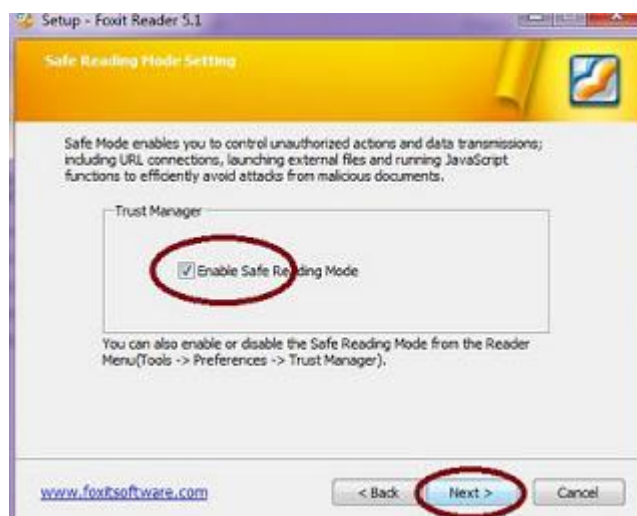 Setup - Foxit Reader 5.1
Safe Reading Mode Setting
Safe Mode enables you to control unauthorized actions and data transmissions;
including URL connections, launching external files and running JavaScript
functions to efficiently avoid attacks from malicious documents.
Trust Manager
Enable Safe Reading Mode
You can also enable or disable the Safe Reading Mode from the Reader
Menu(Tools -> Preferences -> Trust Manager).
www.foxitsoftware.com
< Back
Next >
Cancel